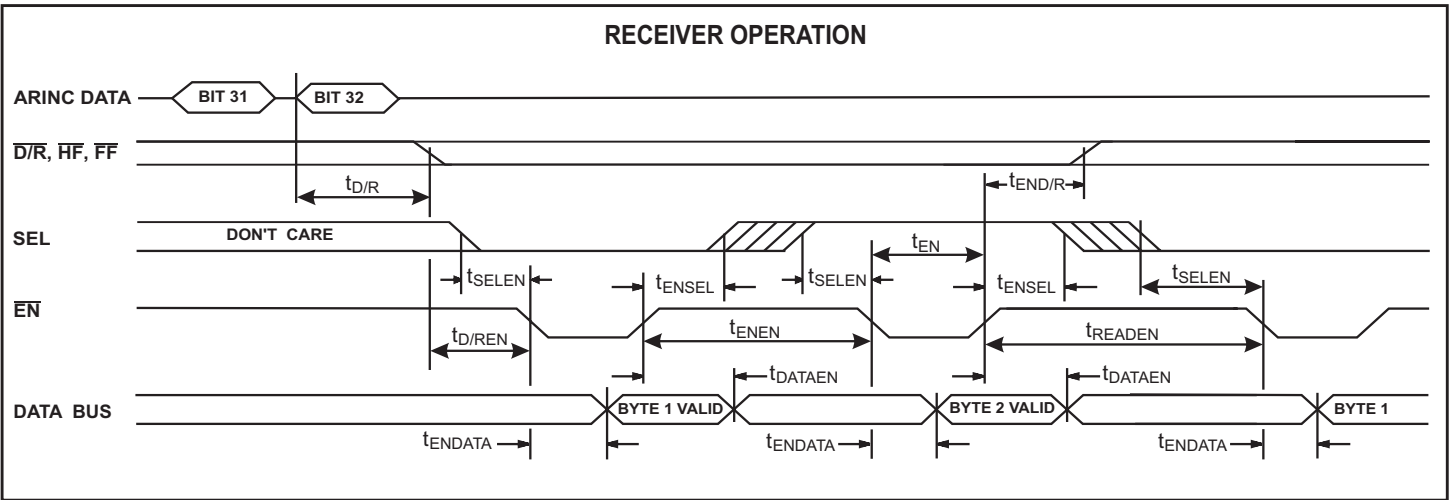 RECEIVER OPERATION
ARINC DATA BIT 31 BIT 32
D/R, HF, FF
tD/R tEND/R
SEL DON'T CARE
tEN
tSELEN tENSEL tSELEN tENSEL tSELEN
EN
tD/REN tENEN tREADEN
tDATAEN tDATAEN
DATA BUS BYTE 1 VALID BYTE 2 VALID BYTE 1
tENDATA tENDATA tENDATA